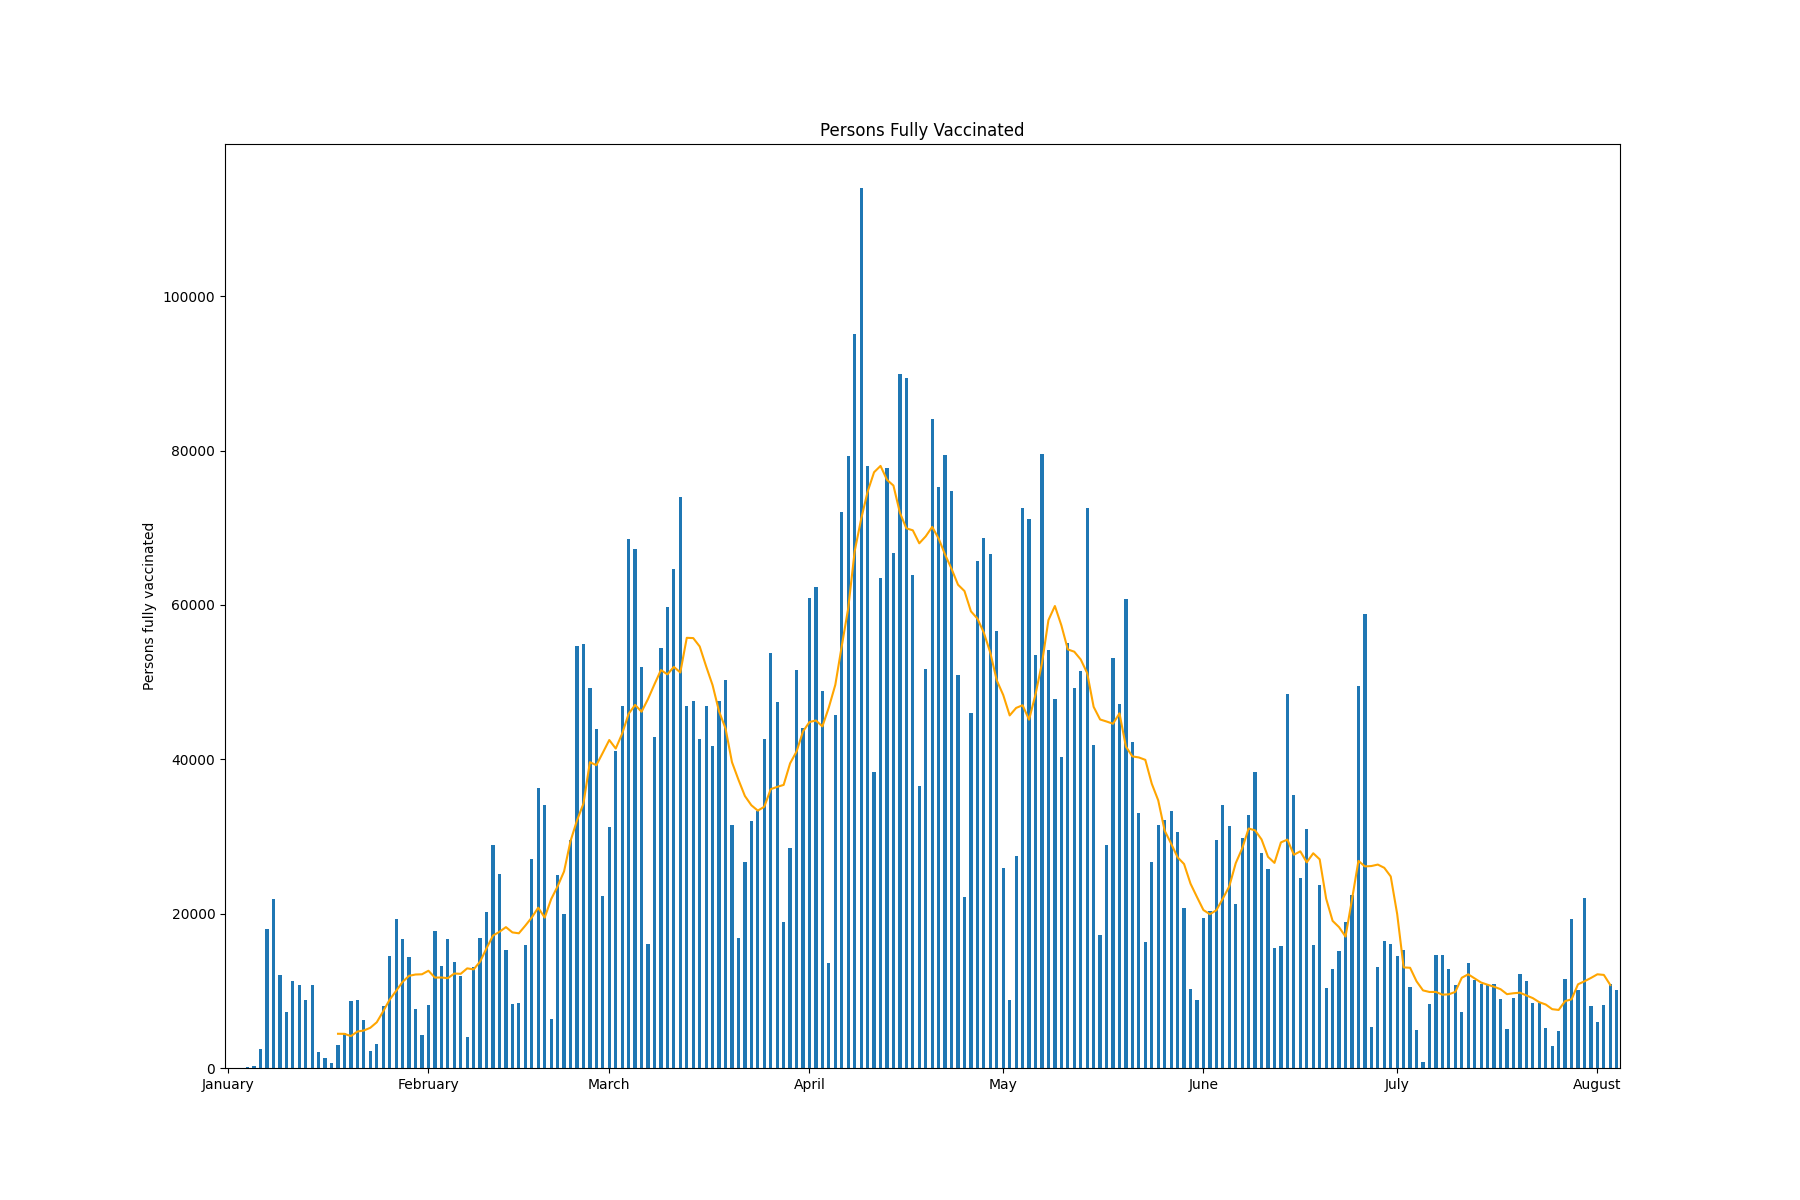 Persons Fully Vaccinated
Persons fully vaccinated
100000
80000
60000
40000
20000
0
January February March April May June July August